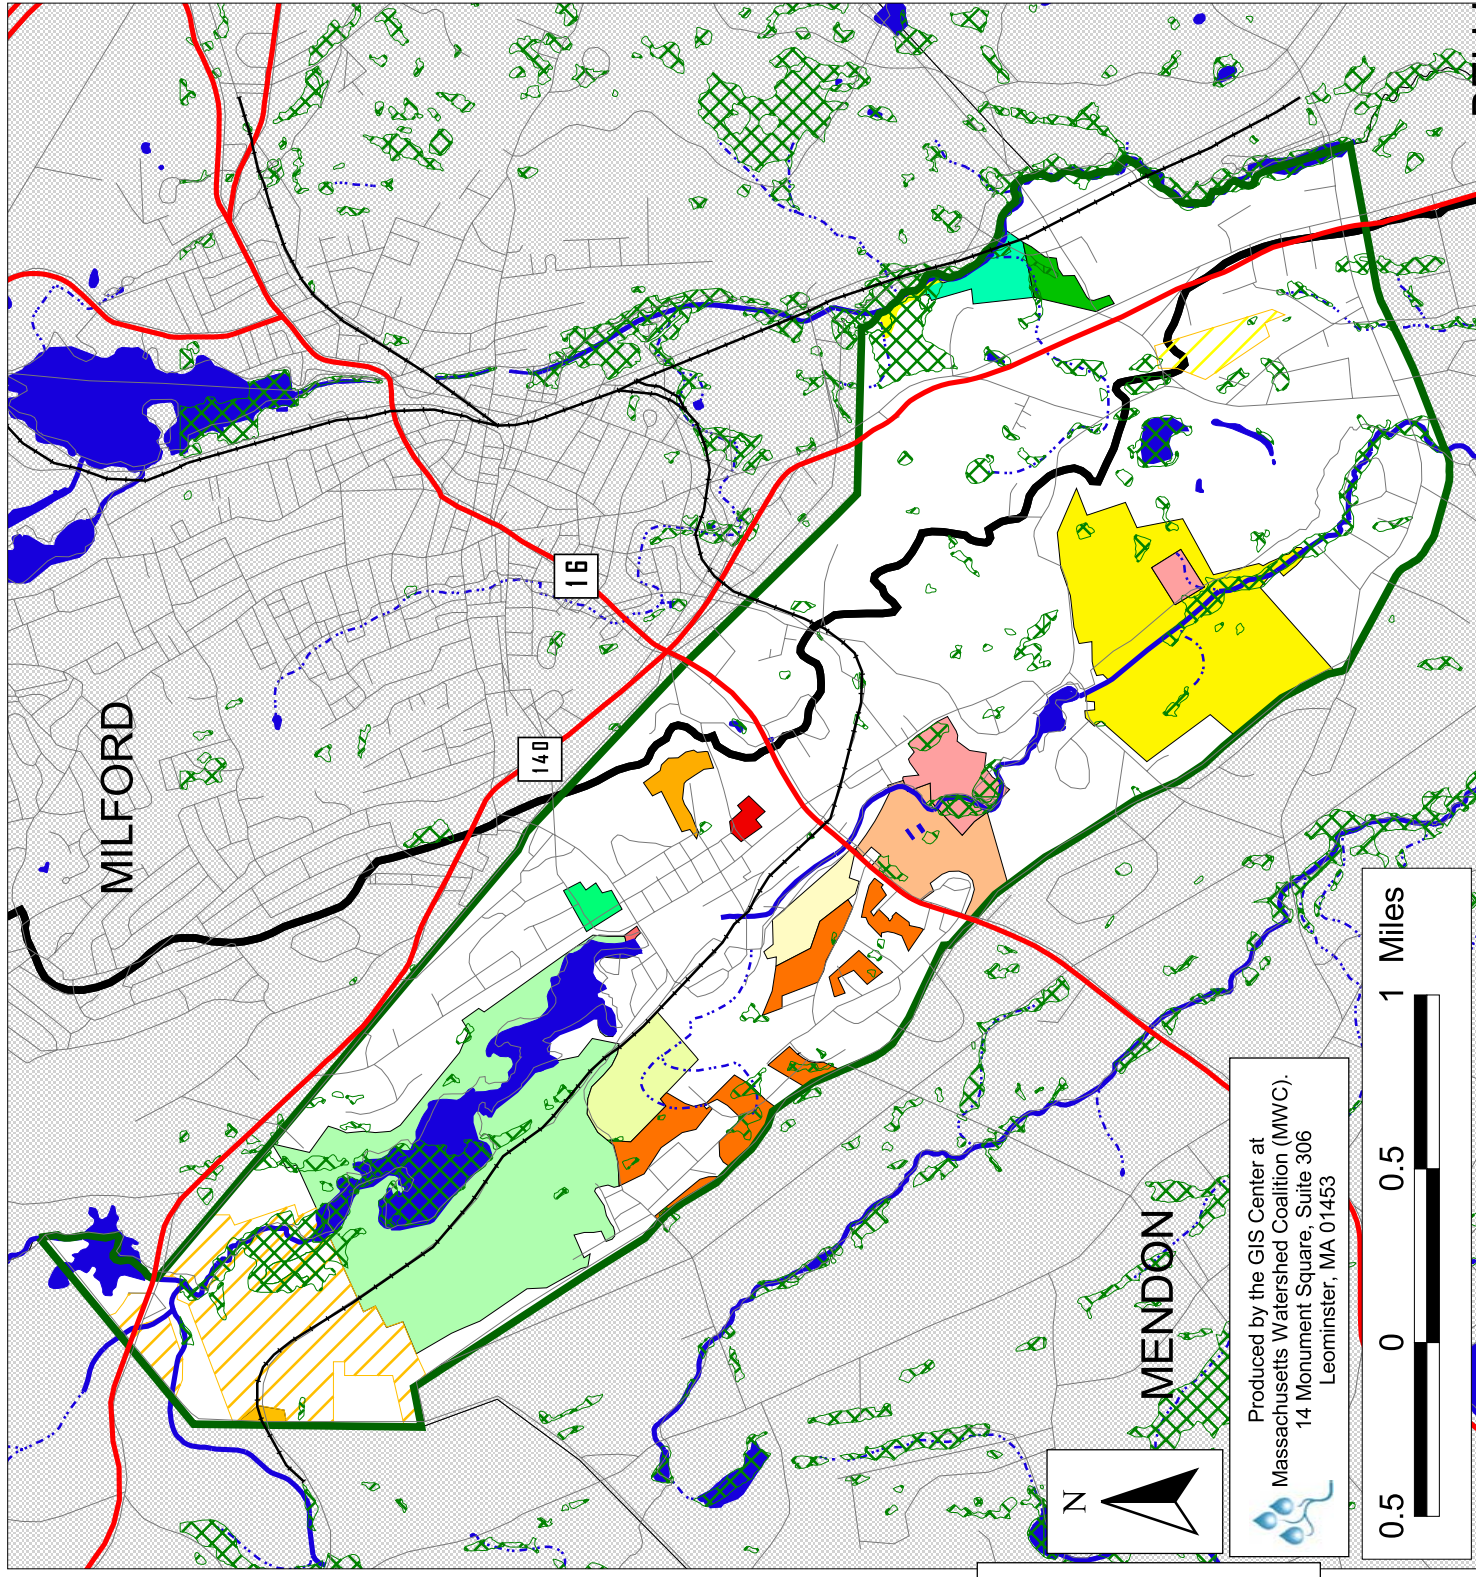 MILFORD
16
140
MENDON
N
Produced by the GIS Center at
Massachusetts Watershed Coalition (MWC).
14 Monument Square, Suite 306
Leominster, MA 01453
0.5 0 0.5 1 Miles